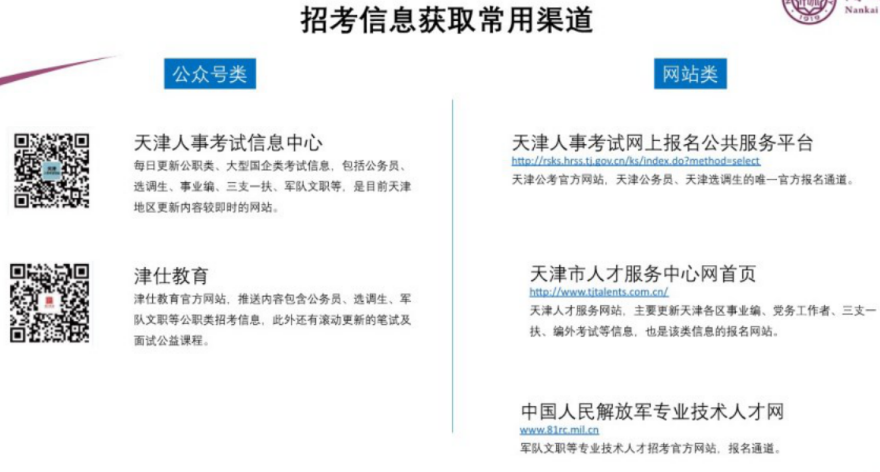 招考信息获取常用渠道
Nankai
1919
公众号类
天津人事考试信息中心
每日更新公职类、大型国企类考试信息，包括公务员、
选调生、事业编、三支一扶、军队文职等，是目前天津
地区更新内容较即时的网站。
津仕教育
津仕教育官方网站，推送内容包含公务员、选调生、军
队文职等公职类招考信息，此外还有滚动更新的笔试及
面试公益课程。
网站类
天津人事考试网上报名公共服务平台
http://rsks.hrss.tj.gov.cn/ks/index.do?method=select
天津公考官方网站，天津公务员、天津选调生的唯一官方报名通道。
天津市人才服务中心网首页
http://www.tjtalents.com.cn/
天津人才服务网站，主要更新天津各区事业编、党务工作者、三支一
扶、编外考试等信息，也是该类信息的报名网站。
中国人民解放军专业技术人才网
www.81rc.mil.cn
军队文职等专业技术人才招考官方网站，报名通道。